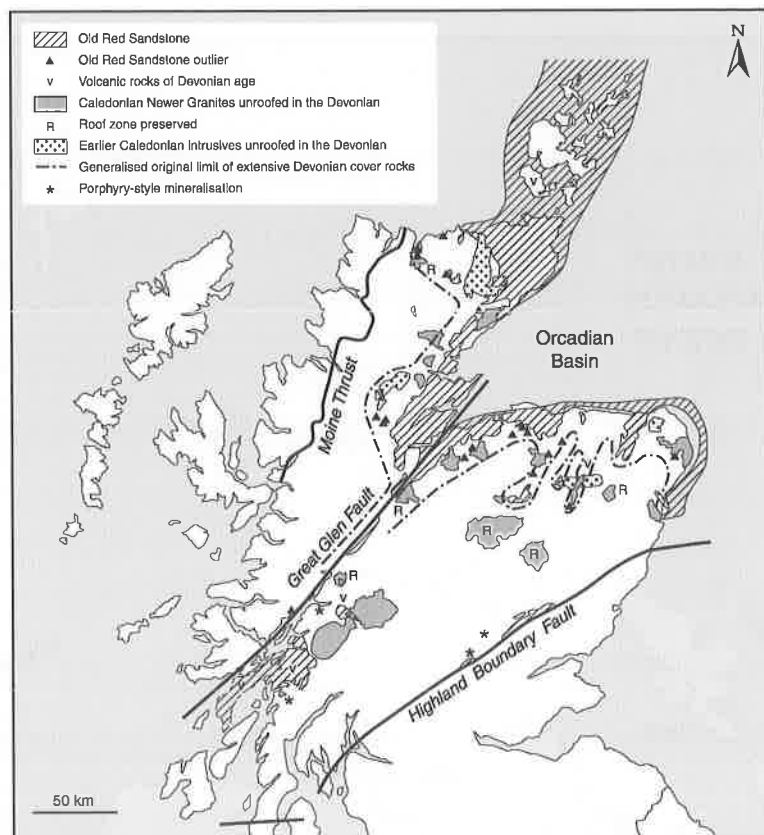 Old Red Sandstone
Old Red Sandstone outlier
v Volcanic rocks of Devonian age
Caledonian Newer Granites unroofed in the Devonian
R Roof zone preserved
Earlier Caledonian Intrusives unroofed in the Devonian
Generalised original limit of extensive Devonian cover rocks
* Porphyry-style mineralisation
N
V
R
Orcadian
Basin
Moine Thrust
R
R
R
R
Great Glen Fault
R
v
v
*
*
*
*
Highland Boundary Fault
50 km